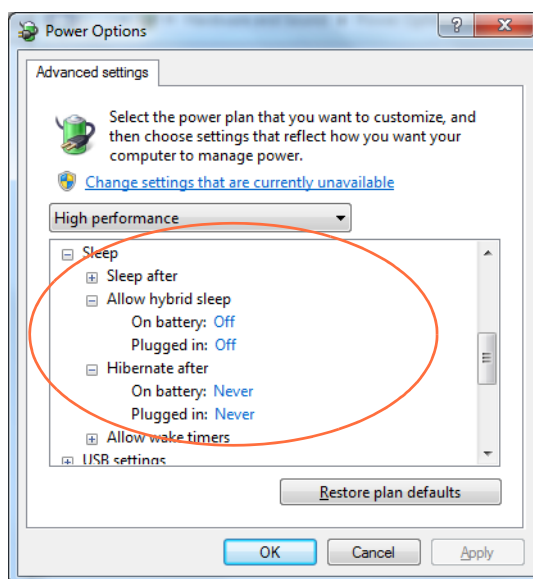 Power Options
Advanced settings
Select the power plan that you want to customize, and
then choose settings that reflect how you want your
computer to manage power.
Change settings that are currently unavailable
High performance
Sleep
Sleep after
Allow hybrid sleep
On battery: Off
Plugged in: Off
Hibernate after
On battery: Never
Plugged in: Never
Allow wake timers
USB settings
Restore plan defaults
OK Cancel Apply